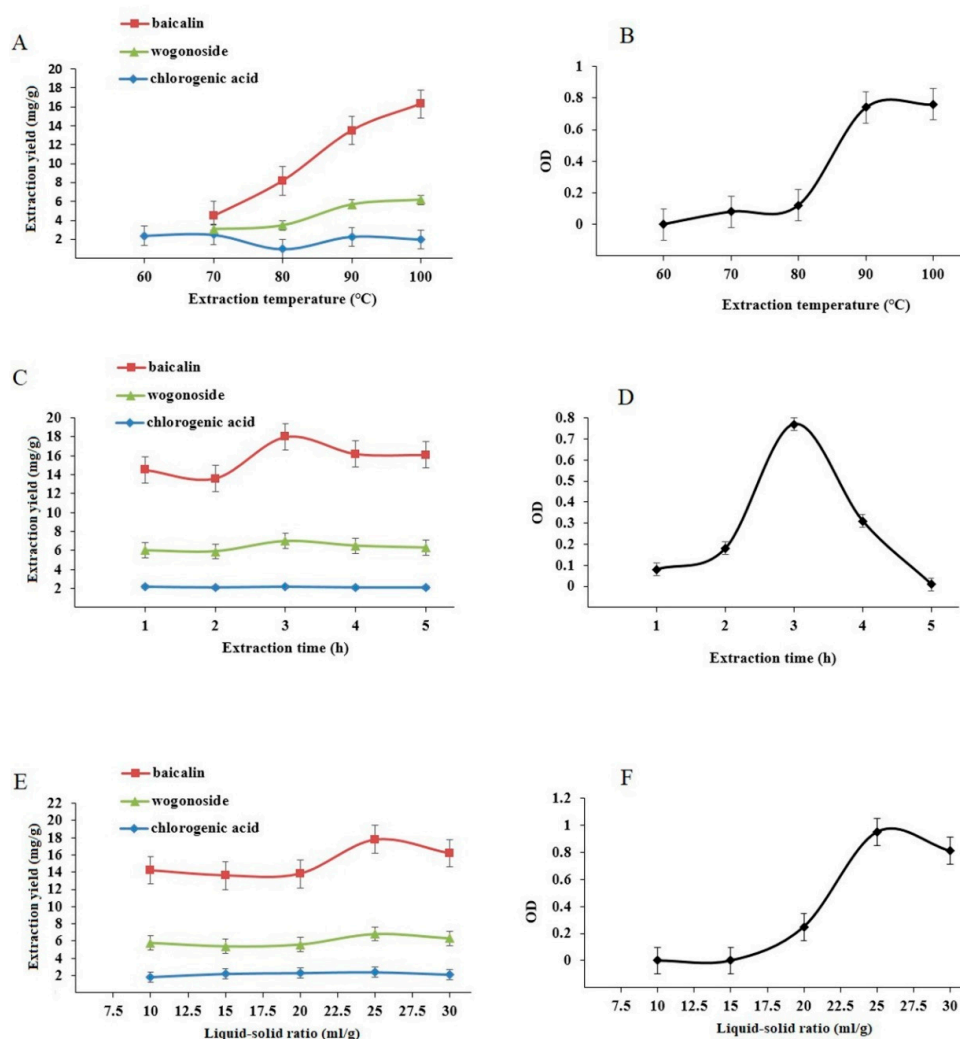 A
baicalin
wogonoside
chlorogenic acid
Extraction yield (mg/g)
20
18
16
14
12
10
8
6
4
2
60 70 80 90 100
Extraction temperature (°C)
B
OD
1
0.8
0.6
0.4
0.2
0
60 70 80 90 100
Extraction temperature (°C)
C
baicalin
wogonoside
chlorogenic acid
Extraction yield (mg/g)
20
18
16
14
12
10
8
6
4
2
1 2 3 4 5
Extraction time (h)
D
OD
0.8
0.7
0.6
0.5
0.4
0.3
0.2
0.1
0
1 2 3 4 5
Extraction time (h)
E
baicalin
wogonoside
chlorogenic acid
Extraction yield (mg/g)
22
20
18
16
14
12
10
8
6
4
2
7.5 10 12.5 15 17.5 20 22.5 25 27.5 30
Liquid-solid ratio (ml/g)
F
OD
1.2
1
0.8
0.6
0.4
0.2
0
7.5 10 12.5 15 17.5 20 22.5 25 27.5 30
Liquid-solid ratio (ml/g)